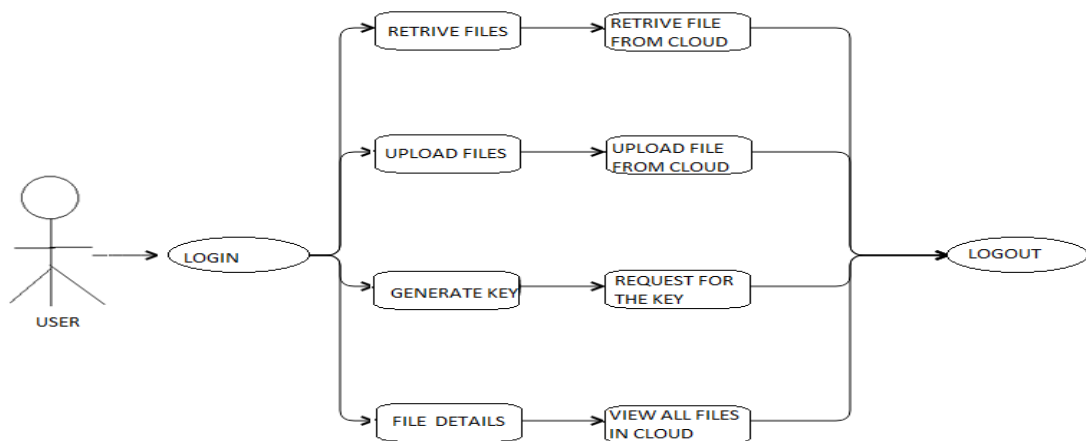 RETRIVE FILES
RETRIVE FILE
FROM CLOUD
UPLOAD FILES
UPLOAD FILE
FROM CLOUD
LOGIN
LOGOUT
GENERATE KEY
REQUEST FOR
THE KEY
USER
FILE DETAILS
VIEW ALL FILES
IN CLOUD